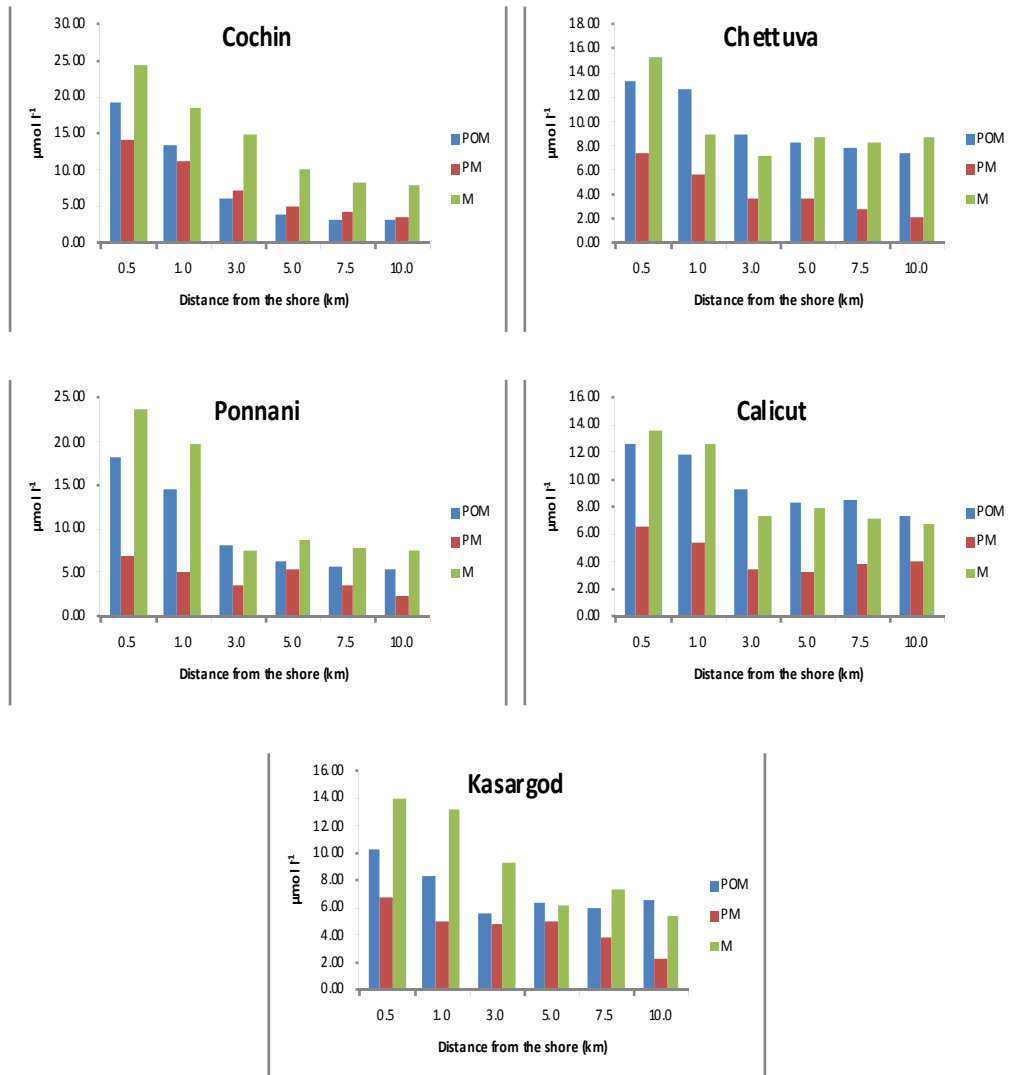 Cochin
30.00
25.00
20.00
15.00
10.00
5.00
0.00
µmol l-1
0.5 1.0 3.0 5.0 7.5 10.0
Distance from the shore (km)
POM
PM
M
Chettuva
18.00
16.00
14.00
12.00
10.00
8.00
6.00
4.00
2.00
0.00
µmol l-1
0.5 1.0 3.0 5.0 7.5 10.0
Distance from the shore (km)
POM
PM
M
Ponnani
25.00
20.00
15.00
10.00
5.00
0.00
µmol l-1
0.5 1.0 3.0 5.0 7.5 10.0
Distance from the shore (km)
POM
PM
M
Calicut
16.00
14.00
12.00
10.00
8.00
6.00
4.00
2.00
0.00
µmol l-1
0.5 1.0 3.0 5.0 7.5 10.0
Distance from the shore (km)
POM
PM
M
Kasargod
16.00
14.00
12.00
10.00
8.00
6.00
4.00
2.00
0.00
µmol l-1
0.5 1.0 3.0 5.0 7.5 10.0
Distance from the shore (km)
POM
PM
M